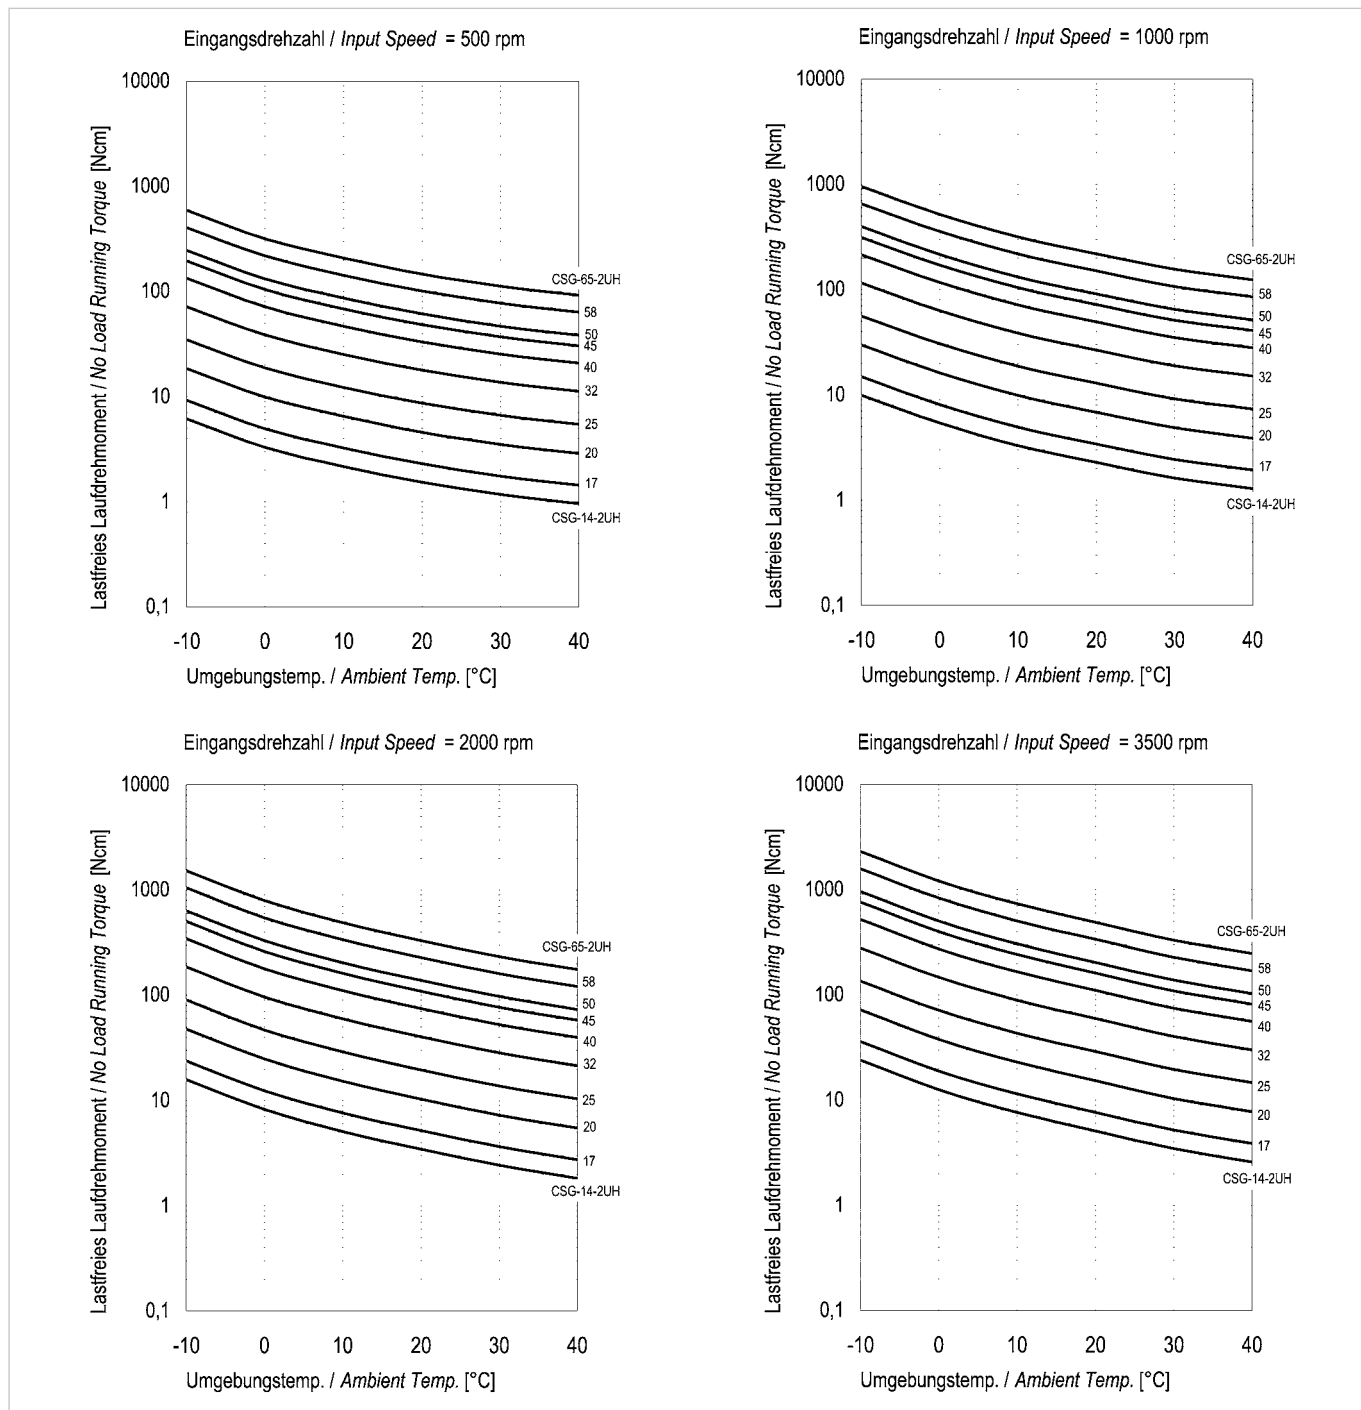 Eingangsdrehzahl / Input Speed = 500 rpm
Lastfreies Laufdrehmoment / No Load Running Torque [Ncm]
10000
1000
100
10
1
0,1
CSG-65-2UH
58
50
45
40
32
25
20
17
CSG-14-2UH
-10 0 10 20 30 40
Umgebungstemp. / Ambient Temp. [°C]
Eingangsdrehzahl / Input Speed = 1000 rpm
Lastfreies Laufdrehmoment / No Load Running Torque [Ncm]
10000
1000
100
10
1
0,1
CSG-65-2UH
58
50
45
40
32
25
20
17
CSG-14-2UH
-10 0 10 20 30 40
Umgebungstemp. / Ambient Temp. [°C]
Eingangsdrehzahl / Input Speed = 2000 rpm
Lastfreies Laufdrehmoment / No Load Running Torque [Ncm]
10000
1000
100
10
1
0,1
CSG-65-2UH
58
50
45
40
32
25
20
17
CSG-14-2UH
-10 0 10 20 30 40
Umgebungstemp. / Ambient Temp. [°C]
Eingangsdrehzahl / Input Speed = 3500 rpm
Lastfreies Laufdrehmoment / No Load Running Torque [Ncm]
10000
1000
100
10
1
0,1
CSG-65-2UH
58
50
45
40
32
25
20
17
CSG-14-2UH
-10 0 10 20 30 40
Umgebungstemp. / Ambient Temp. [°C]